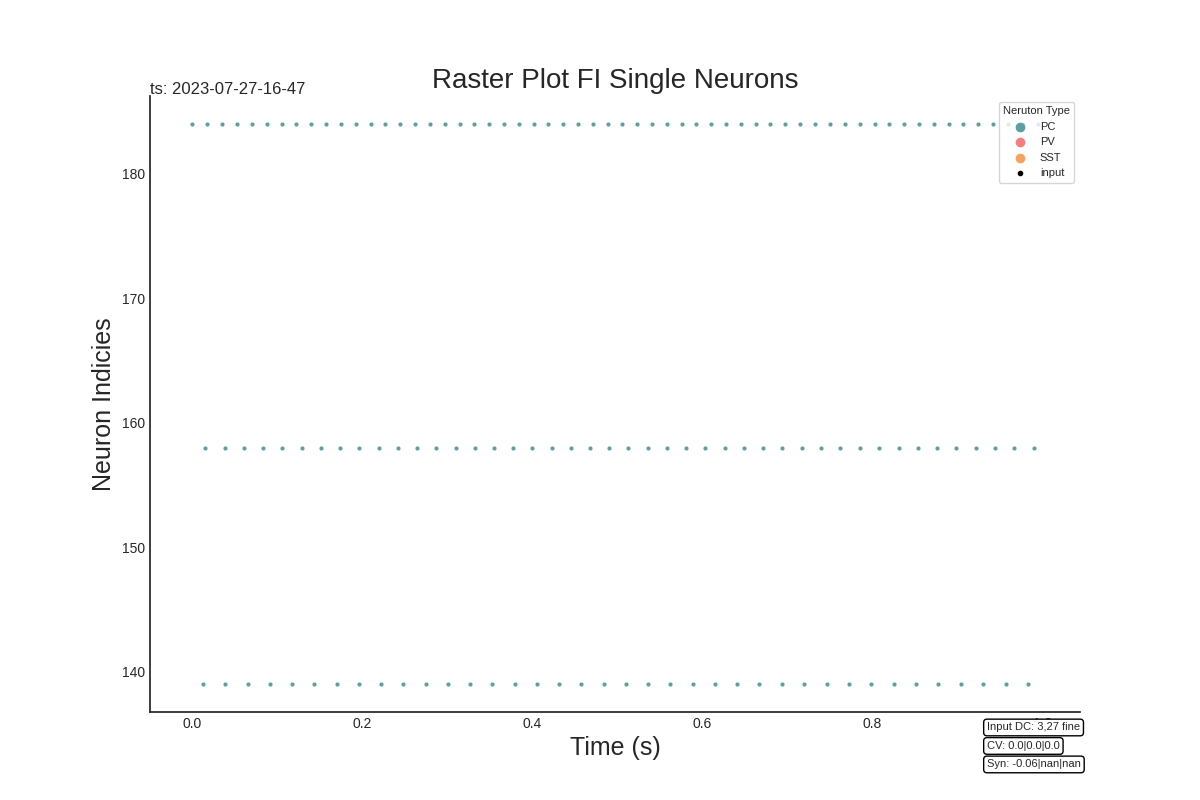 Raster Plot FI Single Neurons
ts: 2023-07-27-16-47
Neruton Type
PC
PV
SST
input
Neuron Indicies
180
170
160
150
140
0.0
0.2
0.4
0.6
0.8
Time (s)
Input DC: 3,27 fine
CV: 0.0|0.0|0.0
Syn: -0.06|nan|nan